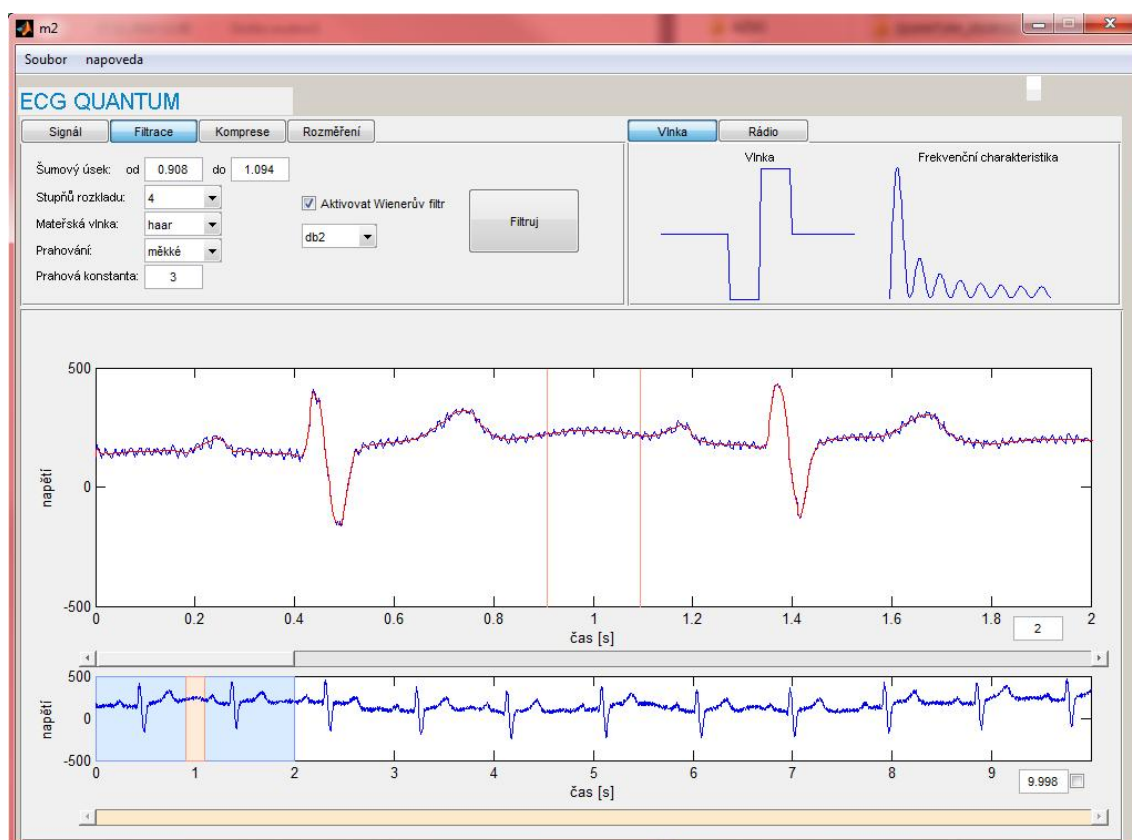 m2
Soubor napoveda
ECG QUANTUM
Signál Filtrace Komprese Rozměření Vlnka Rádio
Šumový úsek: od 0.908 do 1.094
Stupňů rozkladu: 4
Mateřská vlnka: haar
Prahování: měkké
Prahová konstanta: 3
Aktivovat Wienerův filtr
db2
Filtruj
Vlnka Frekvenční charakteristika
500
0
-500
napětí
0 0.2 0.4 0.6 0.8 1 1.2 1.4 1.6 1.8 2
čas [s]
2
500
0
-500
napětí
0 1 2 3 4 5 6 7 8 9
čas [s]
9.998